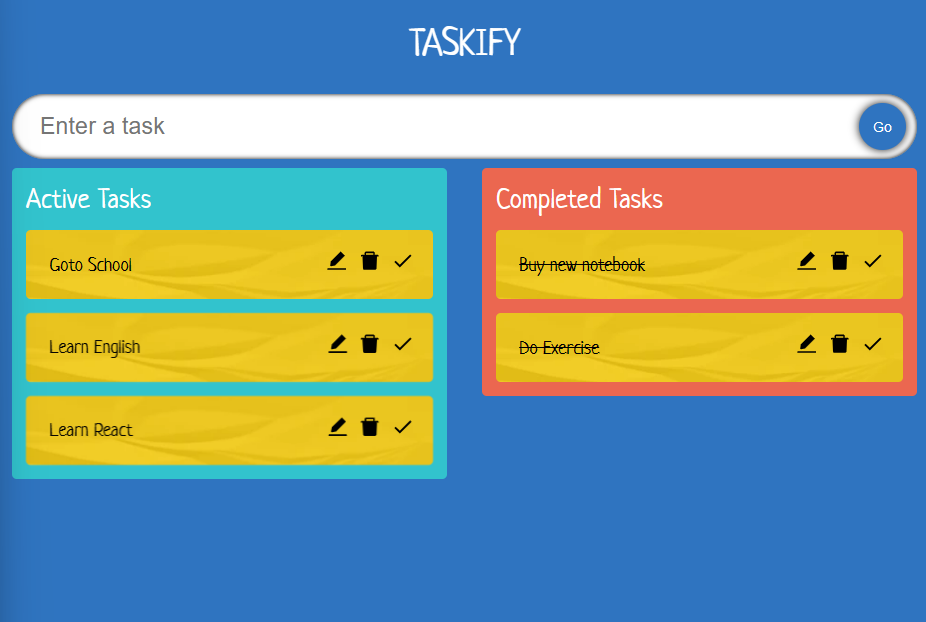 TASKIFY
Enter a task
Go
Active Tasks
Goto School
Learn English
Learn React
Completed Tasks
Buy new notebook
Do Exercise